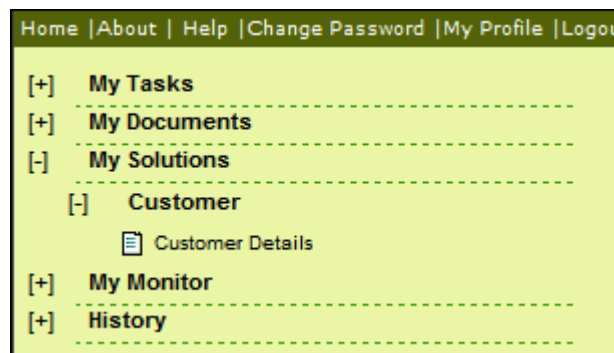 Home |About | Help |Change Password |My Profile |Logou
[+] My Tasks
[+] My Documents
[-] My Solutions
[-] Customer
Customer Details
[+] My Monitor
[+] History